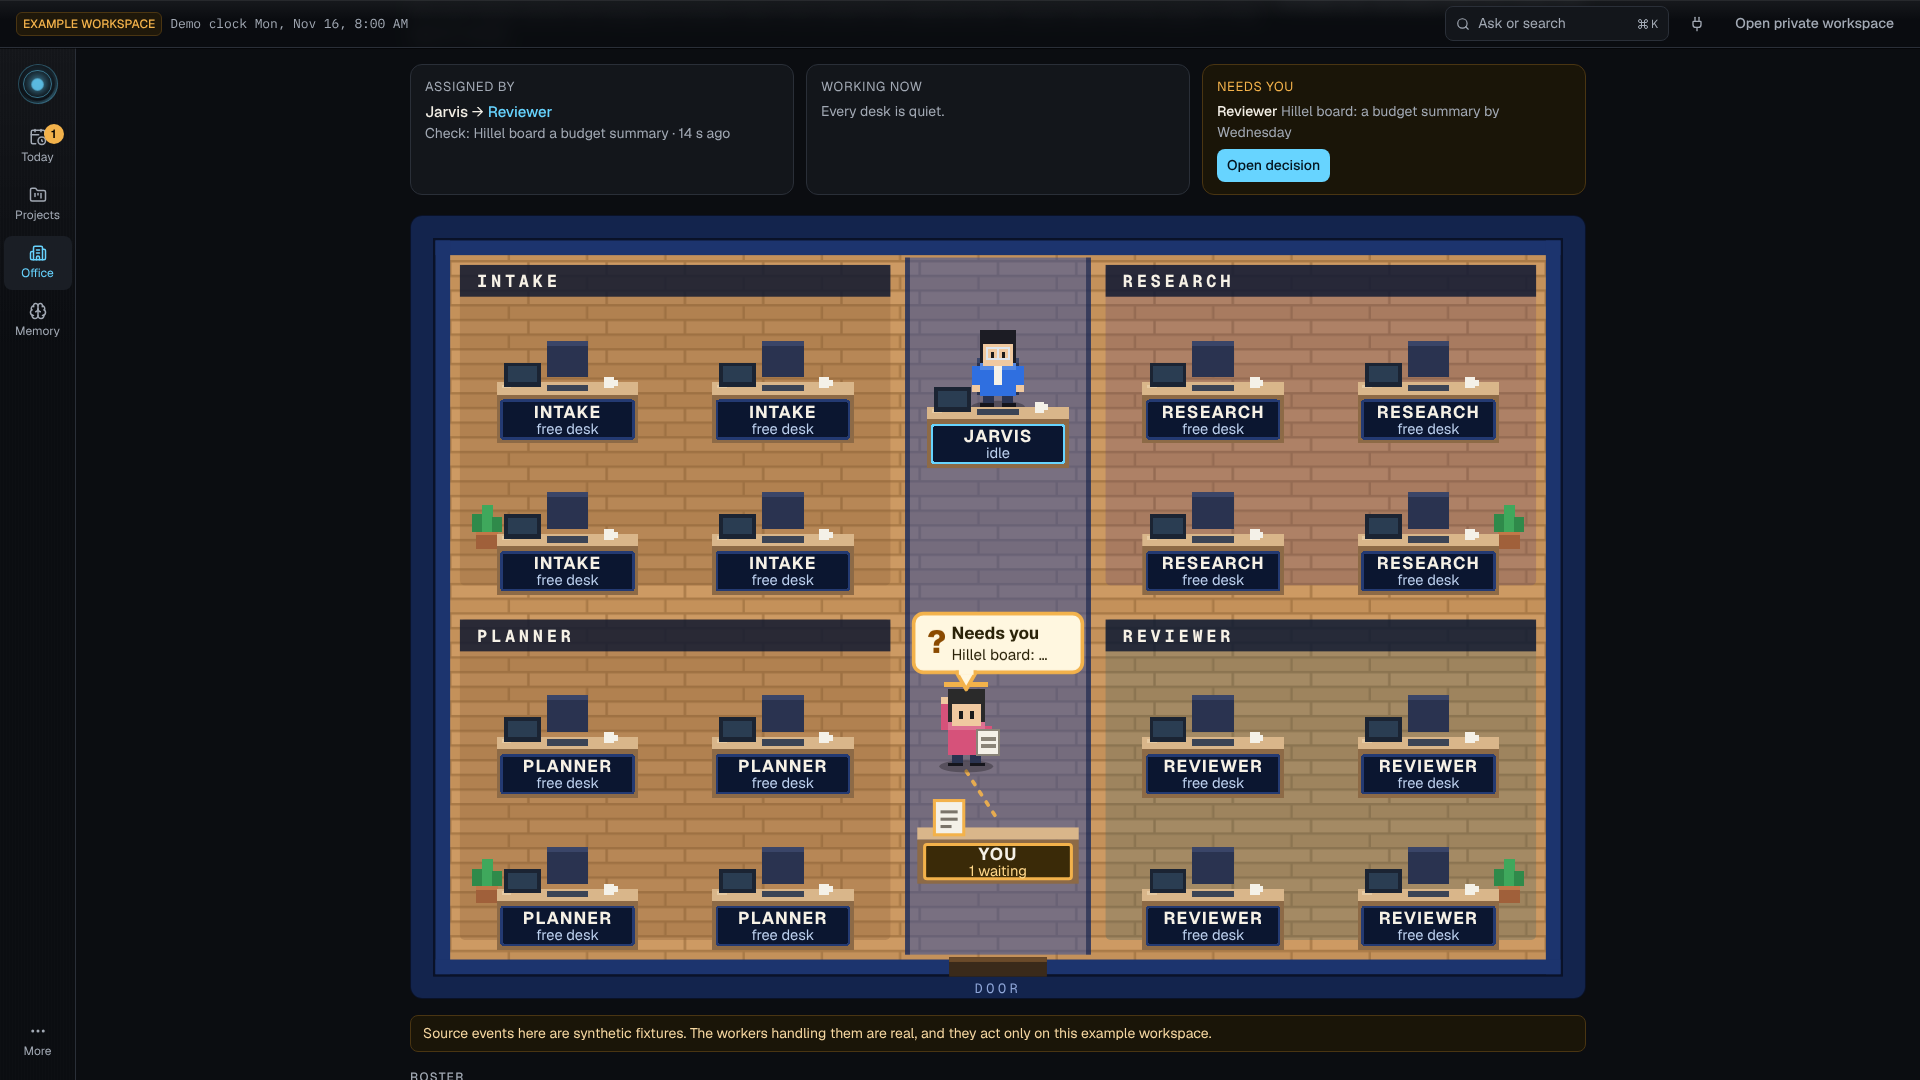 EXAMPLE WORKSPACE Demo clock Mon, Nov 16, 8:00 AM
Ask or search ⌘K
Open private workspace
1
Today
Projects
Office
Memory
More
ASSIGNED BY
Jarvis → Reviewer
Check: Hillel board a budget summary · 14 s ago
WORKING NOW
Every desk is quiet.
NEEDS YOU
Reviewer Hillel board: a budget summary by
Wednesday
Open decision
INTAKE
INTAKE
free desk
INTAKE
free desk
INTAKE
free desk
INTAKE
free desk
JARVIS
idle
RESEARCH
RESEARCH
free desk
RESEARCH
free desk
RESEARCH
free desk
RESEARCH
free desk
PLANNER
PLANNER
free desk
PLANNER
free desk
PLANNER
free desk
PLANNER
free desk
? Needs you
Hillel board: ...
YOU
1 waiting
REVIEWER
REVIEWER
free desk
REVIEWER
free desk
REVIEWER
free desk
REVIEWER
free desk
DOOR
Source events here are synthetic fixtures. The workers handling them are real, and they act only on this example workspace.
ROSTER